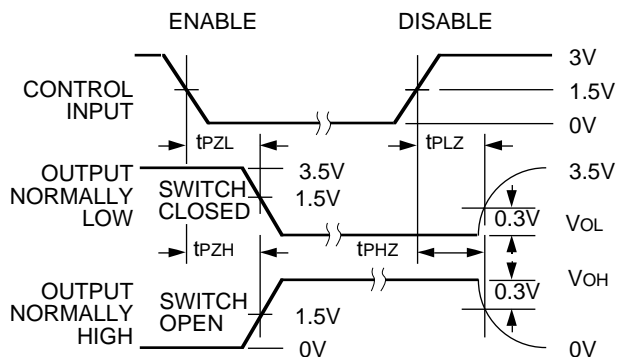 ENABLE DISABLE
CONTROL INPUT
3V
1.5V
0V
tPZL tPLZ
OUTPUT NORMALLY LOW
SWITCH CLOSED
3.5V
1.5V
3.5V
0.3V VOL
tPZH tPHZ
OUTPUT NORMALLY HIGH
SWITCH OPEN
1.5V
0V
0.3V VOH
0V